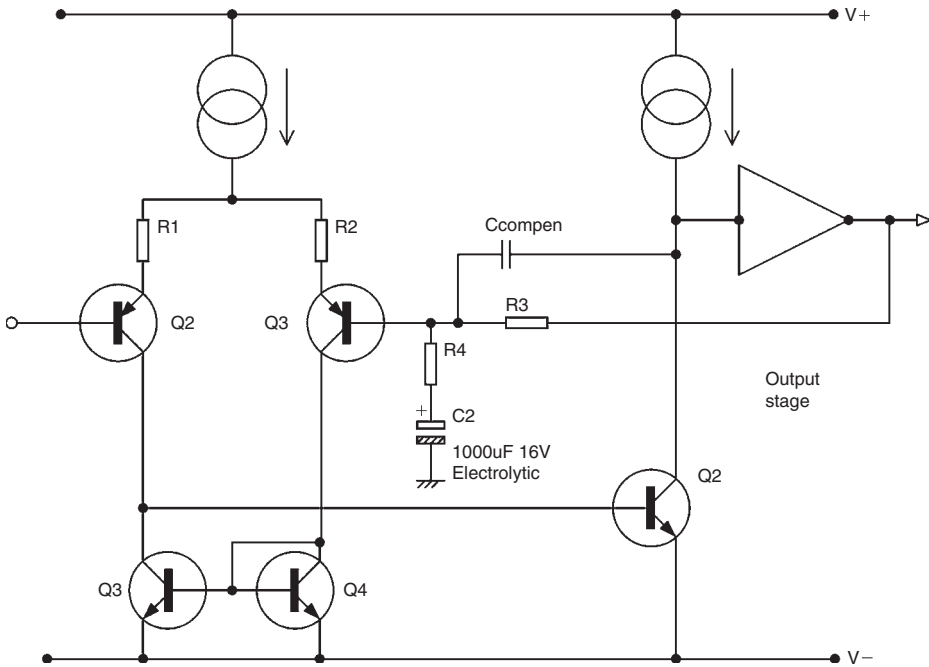 V+
R1
R2
Ccompen
Q2
Q3
R3
R4
Output
stage
+
C2
1000uF 16V
Electrolytic
Q2
Q3
Q4
V−